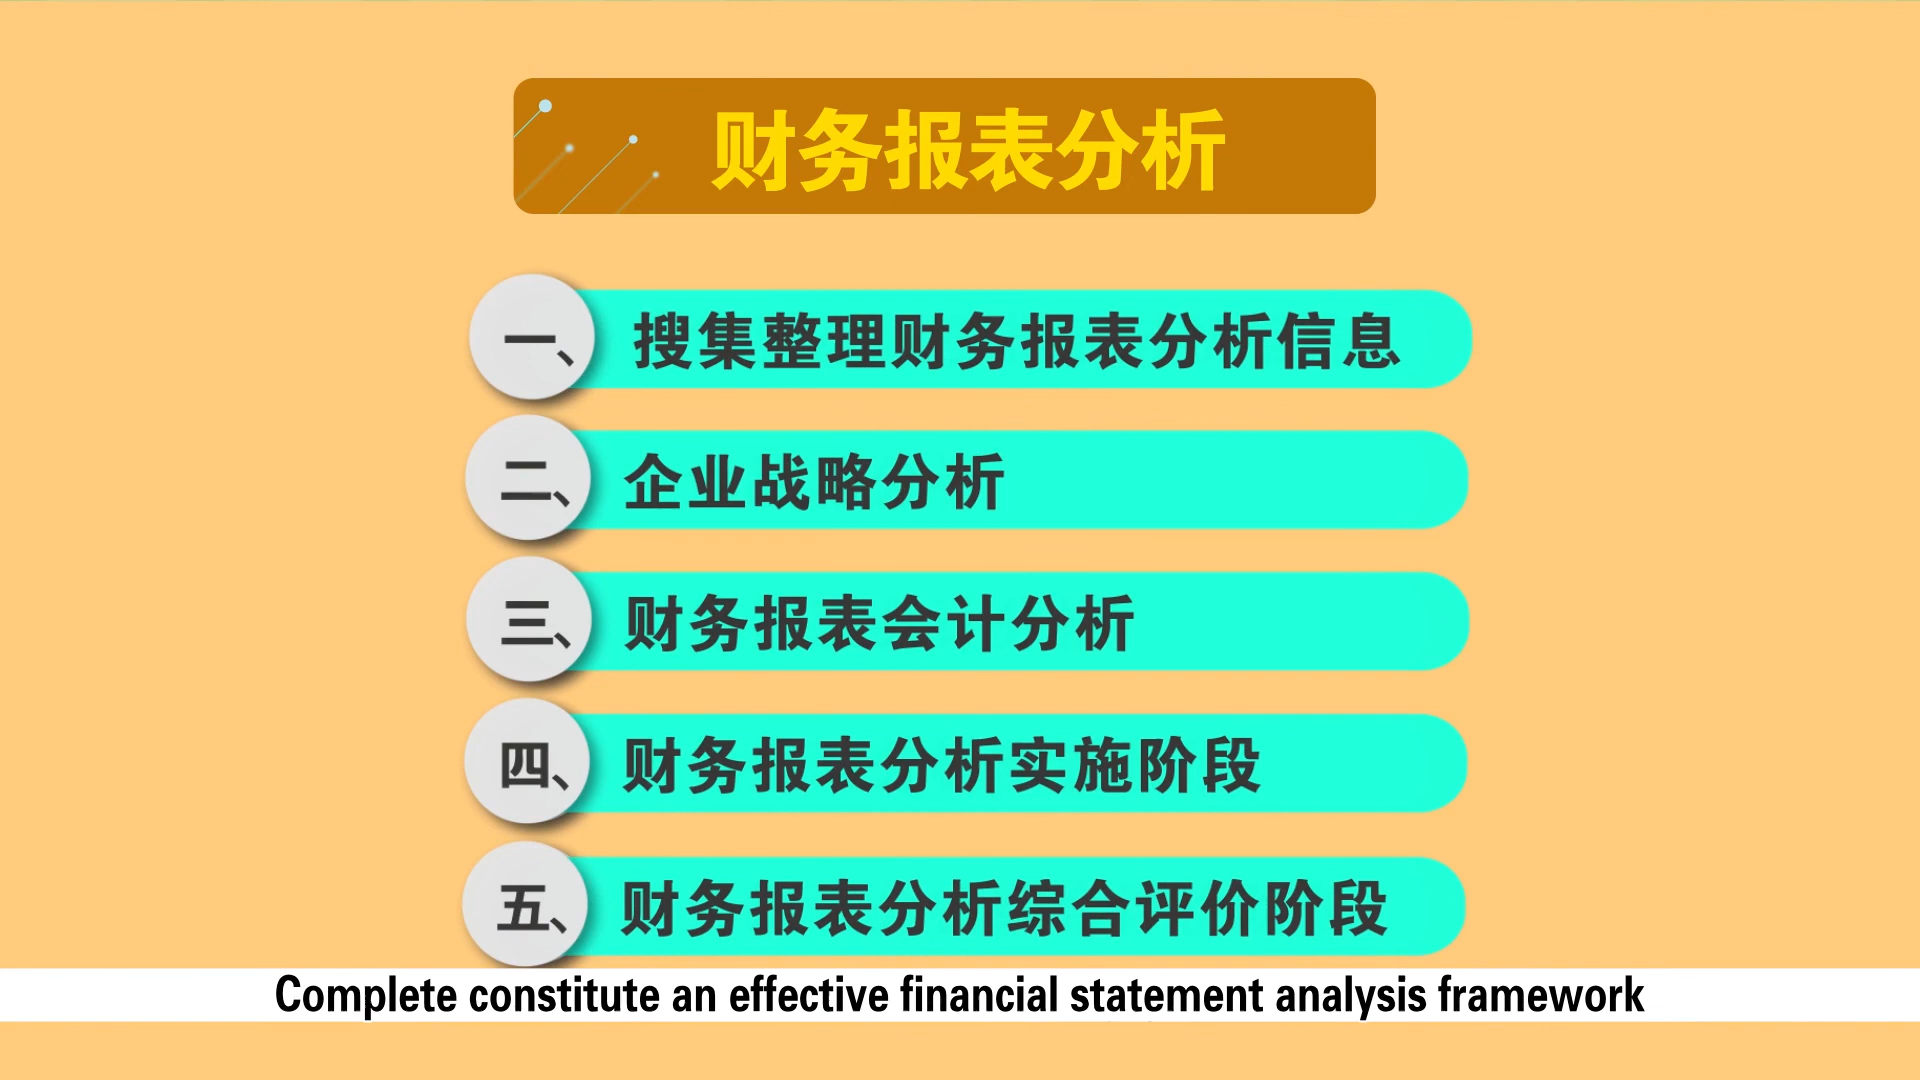 财务报表分析
一、搜集整理财务报表分析信息
二、企业战略分析
三、财务报表会计分析
四、财务报表分析实施阶段
五、财务报表分析综合评价阶段
Complete constitute an effective financial statement analysis framework